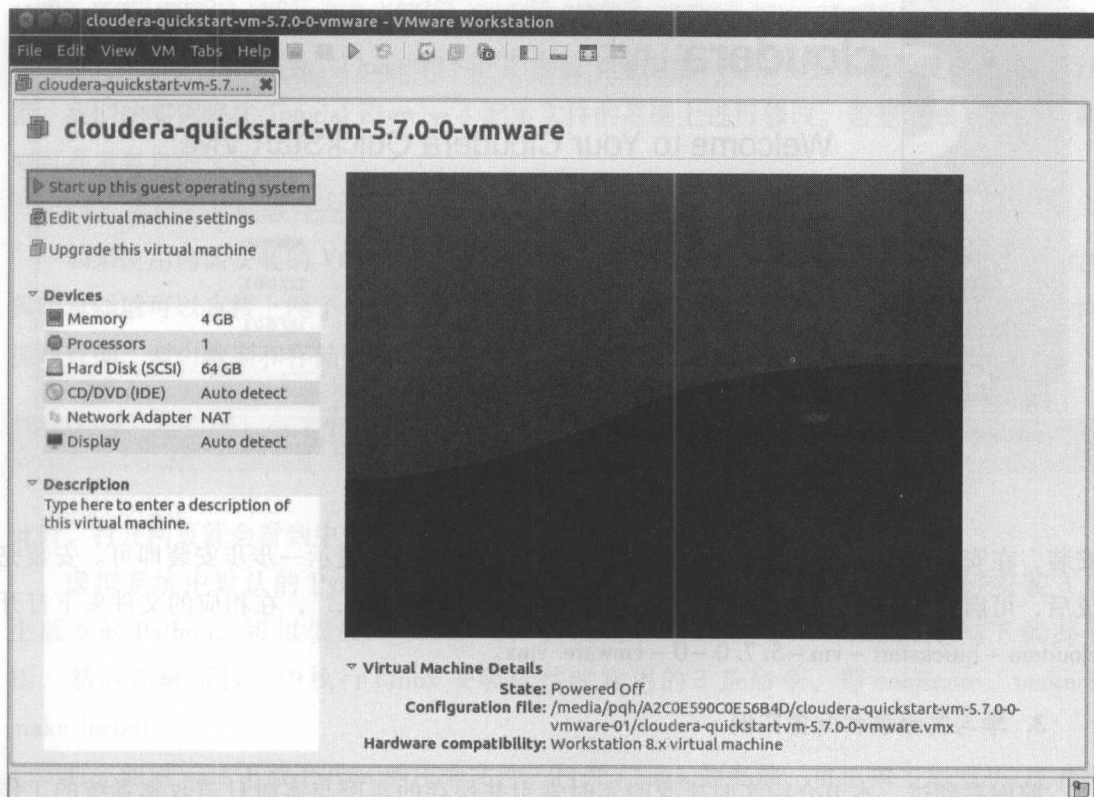 cloudera-quickstart-vm-5.7.0-0-vmware - VMware Workstation
File Edit View VM Tabs Help
cloudera-quickstart-vm-5.7....
cloudera-quickstart-vm-5.7.0-0-vmware
Start up this guest operating system
Edit virtual machine settings
Upgrade this virtual machine
Devices
Memory 4 GB
Processors 1
Hard Disk (SCSI) 64 GB
CD/DVD (IDE) Auto detect
Network Adapter NAT
Display Auto detect
Description
Type here to enter a description of
this virtual machine.
Virtual Machine Details
State: Powered Off
Configuration file: /media/pqh/A2C0E590C0E56B4D/cloudera-quickstart-vm-5.7.0-0-
vmware-01/cloudera-quickstart-vm-5.7.0-0-vmware.vmx
Hardware compatibility: Workstation 8.x virtual machine